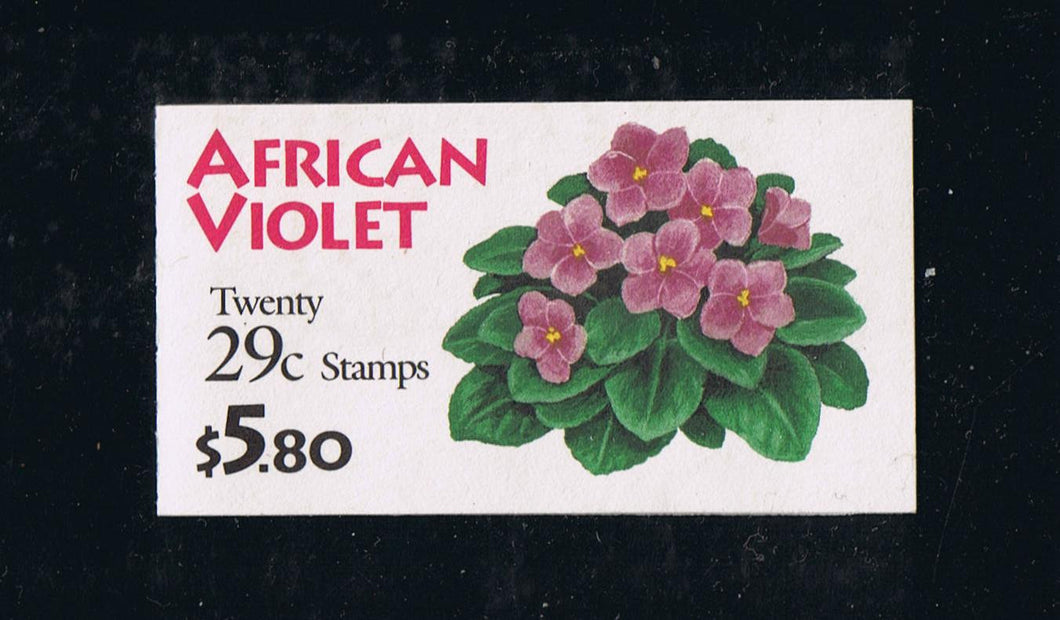 AFRICAN
VIOLET
Twenty
29c Stamps
$5.80